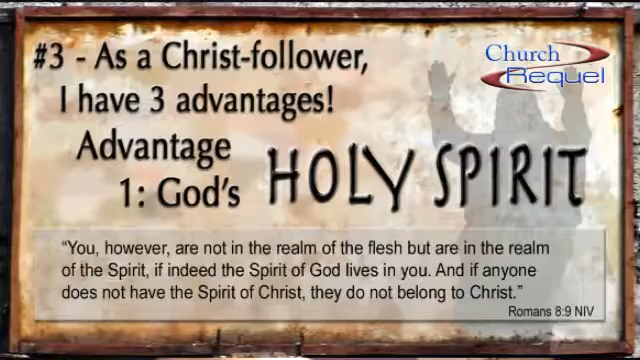 #3 - As a Christ-follower,
I have 3 advantages!
Advantage
1: God's
HOLY SPIRIT
Church
Requel
“You, however, are not in the realm of the flesh but are in the realm
of the Spirit, if indeed the Spirit of God lives in you. And if anyone
does not have the Spirit of Christ, they do not belong to Christ.”
Romans 8:9 NIV